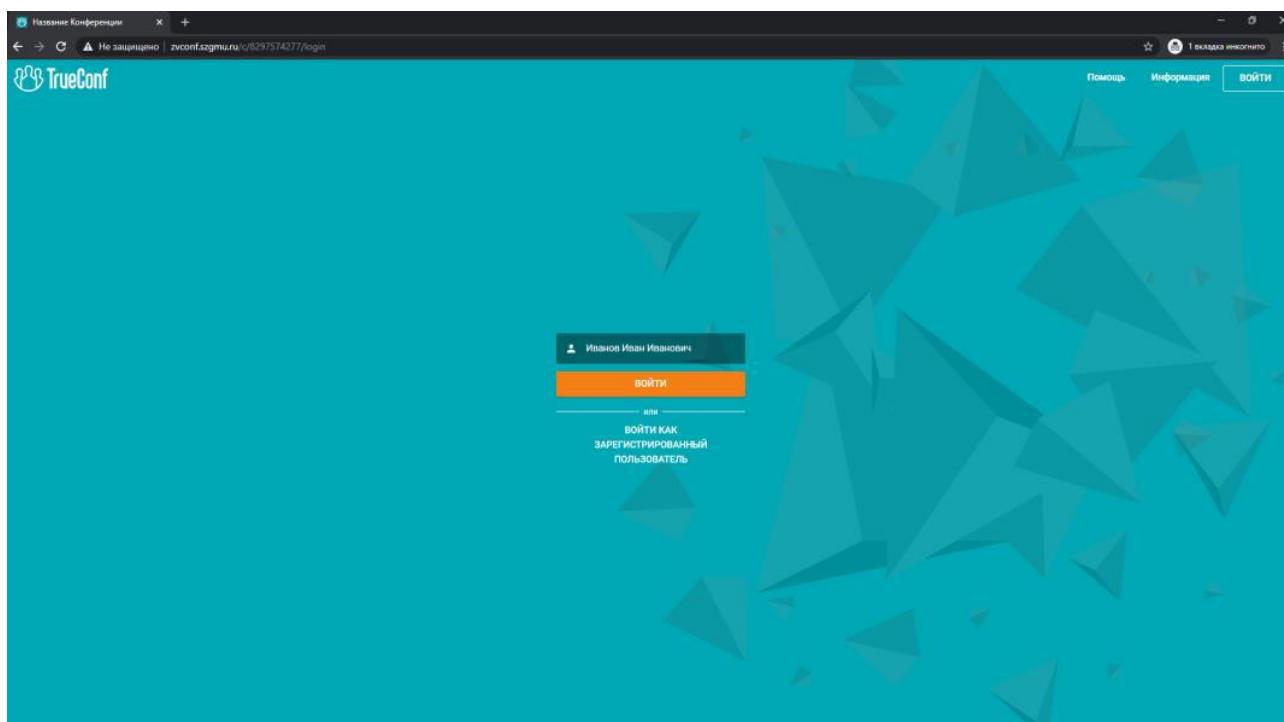 Название Конференции
Не защищено zvconf.szgmu.ru/c/8297574277/login
1 вкладка инкогнито
TrueConf
Помощь Информация ВОЙТИ
Иванов Иван Иванович
ВОЙТИ
или
ВОЙТИ КАК
ЗАРЕГИСТРИРОВАННЫЙ
ПОЛЬЗОВАТЕЛЬ